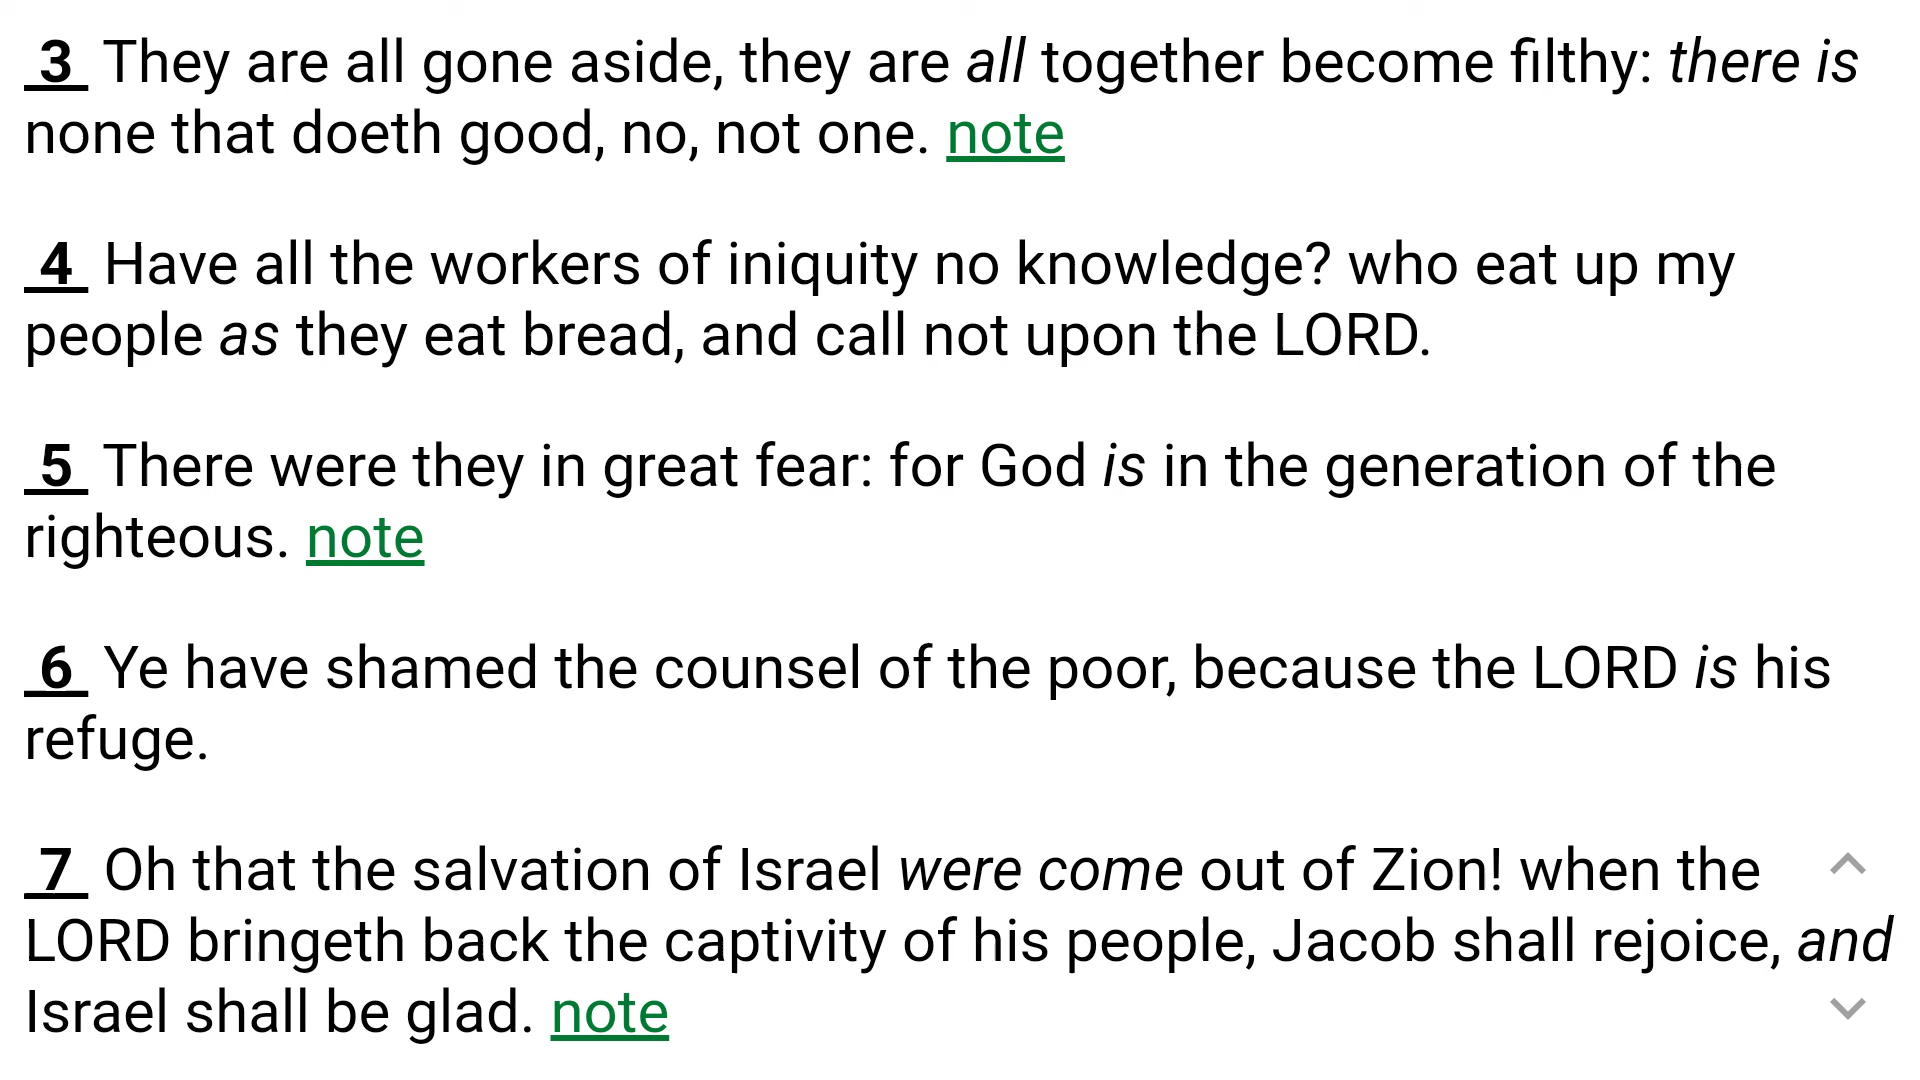 3 They are all gone aside, they are all together become filthy: there is
none that doeth good, no, not one. note
4 Have all the workers of iniquity no knowledge? who eat up my
people as they eat bread, and call not upon the LORD.
5 There were they in great fear: for God is in the generation of the
righteous. note
6 Ye have shamed the counsel of the poor, because the LORD is his
refuge.
7 Oh that the salvation of Israel were come out of Zion! when the
LORD bringeth back the captivity of his people, Jacob shall rejoice, and
Israel shall be glad. note